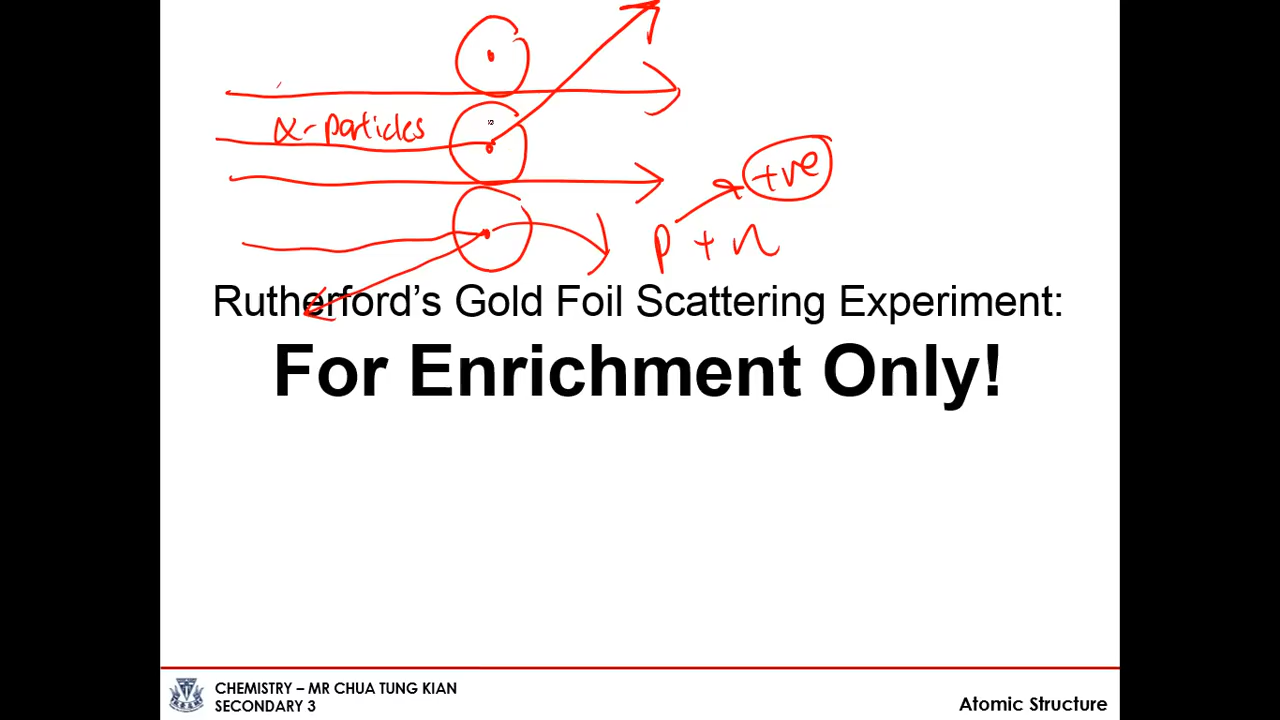 α-particles
+ve
p + n
Rutherford’s Gold Foil Scattering Experiment:
For Enrichment Only!
CHEMISTRY – MR CHUA TUNG KIAN
SECONDARY 3
Atomic Structure